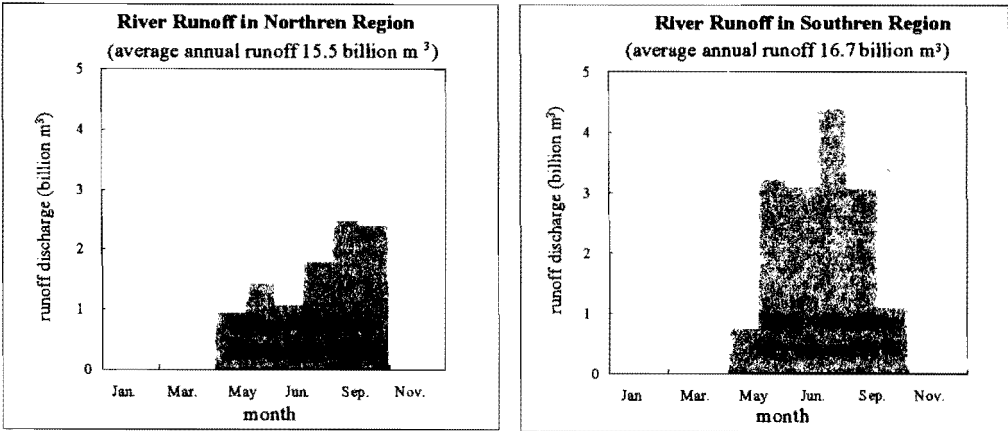 River Runoff in Northren Region
(average annual runoff 15.5 billion m ³)
5
4
3
2
1
0
runoff discharge (billion m³)
Jan. Mar. May Jun. Sep. Nov.
month
River Runoff in Southren Region
(average annual runoff 16.7 billion m³)
5
4
3
2
1
0
runoff discharge (billion m³)
Jan Mar. May Jun. Sep. Nov.
month